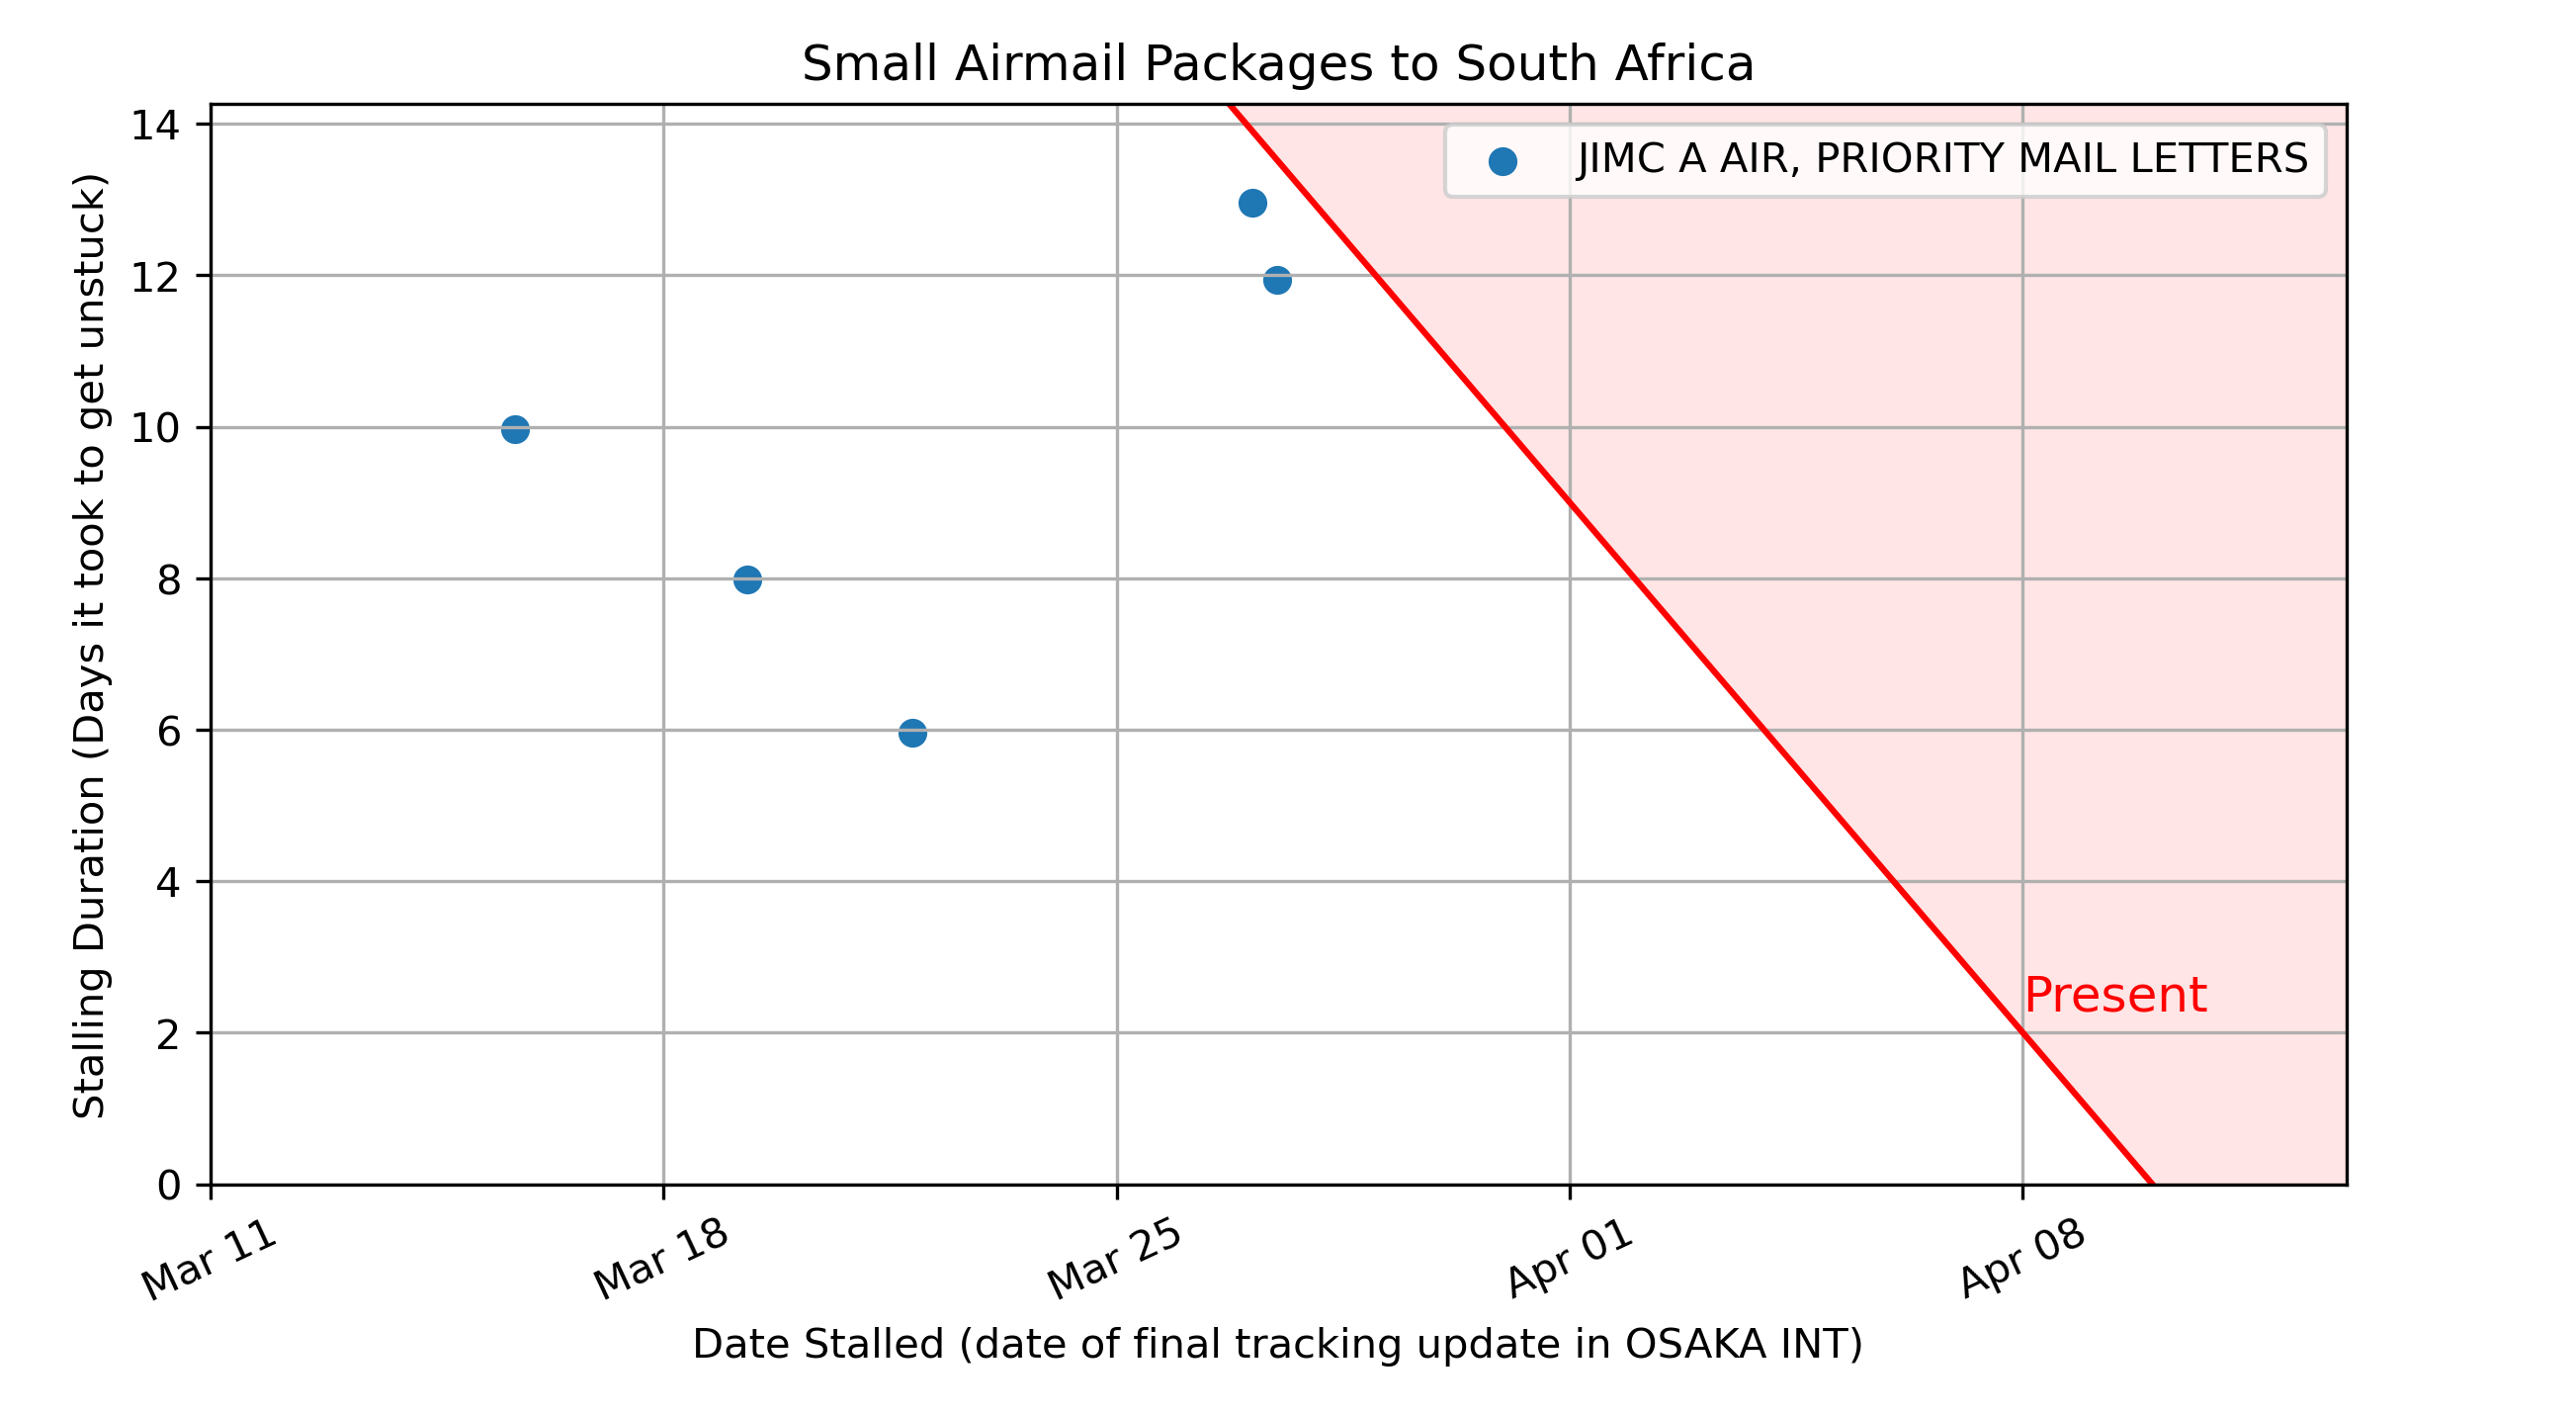 Small Airmail Packages to South Africa
JIMC A AIR, PRIORITY MAIL LETTERS
Stalling Duration (Days it took to get unstuck)
14
12
10
8
6
4
2
0
Present
Mar 11
Mar 18
Mar 25
Apr 01
Apr 08
Date Stalled (date of final tracking update in OSAKA INT)